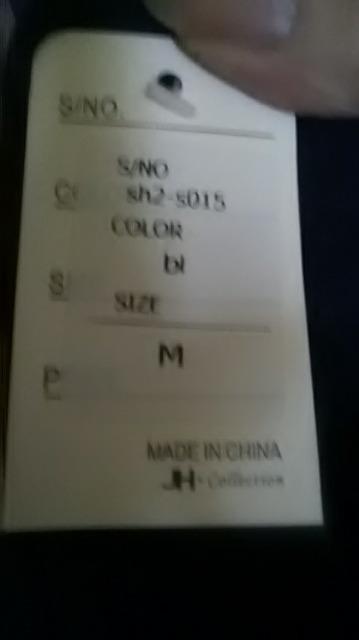 S/NO.
S/NO
C sh2-s015
COLOR
bl
S
SIZE
M
P
MADE IN CHINA
JH-Collection